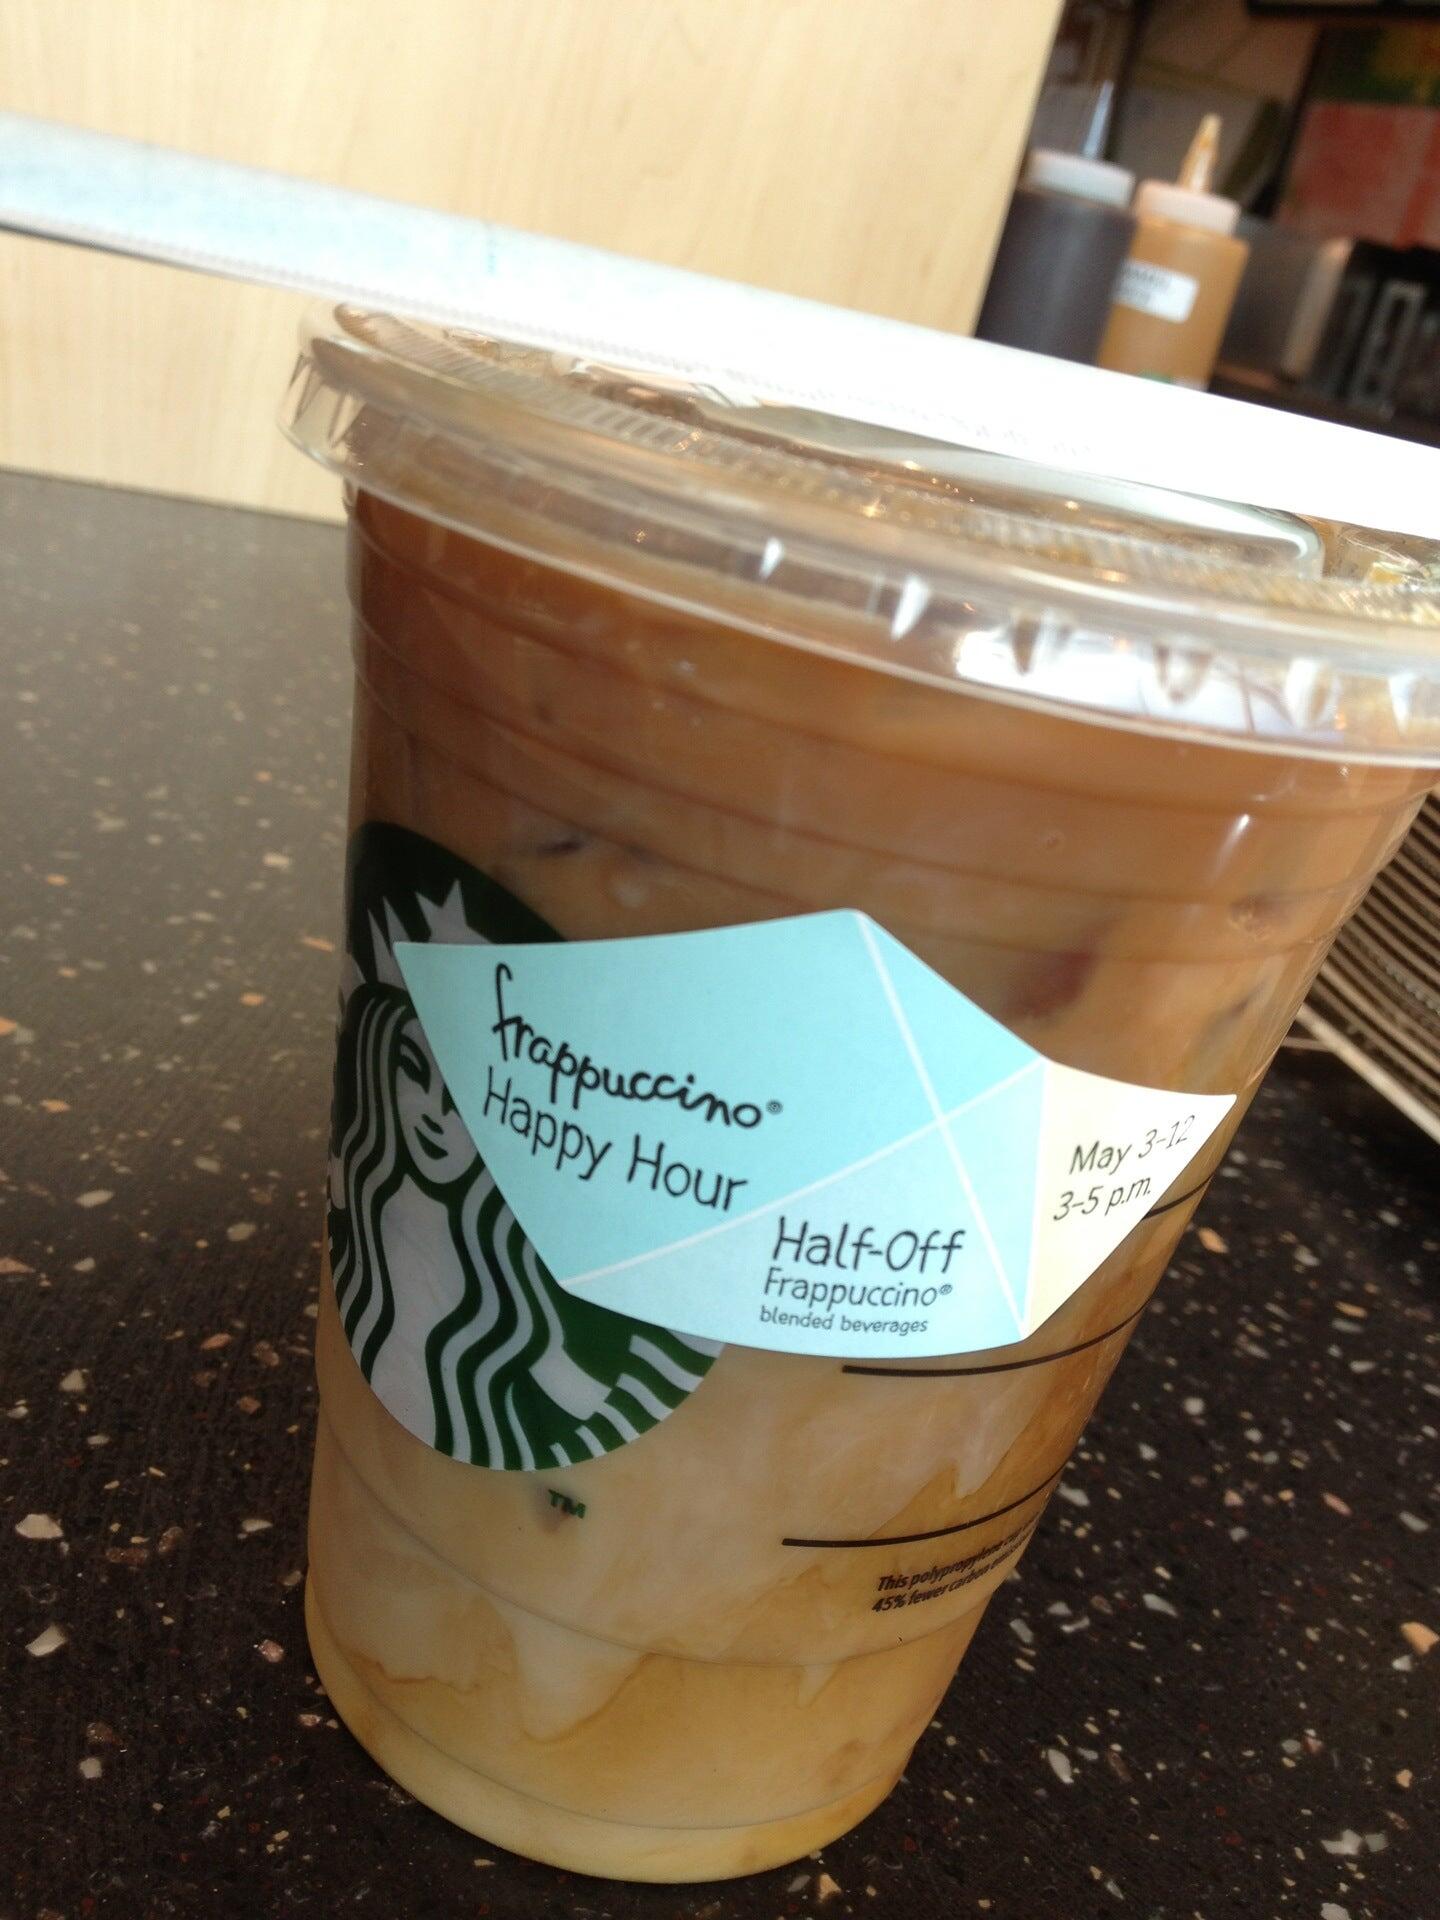 frappuccino®
Happy Hour
Half-Off
Frappuccino®
blended beverages
May 3-12
3-5 p.m.
TM
This polypropylene
45% fewer carbon